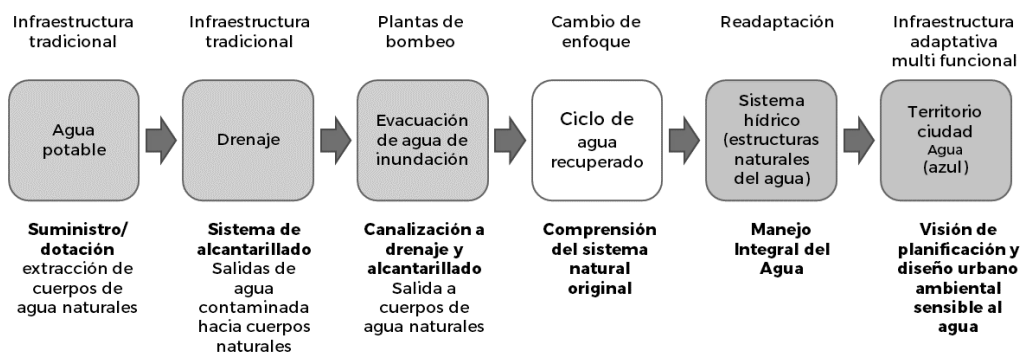 Infraestructura
tradicional
Infraestructura
tradicional
Plantas de
bombeo
Cambio de
enfoque
Readaptación
Infraestructura
adaptativa
multi funcional
Agua
potable
Drenaje
Evacuación
de agua de
inundación
Ciclo de
agua
recuperado
Sistema
hídrico
(estructuras
naturales
del agua)
Territorio
ciudad
Agua
(azul)
Suministro/
dotación
extracción de
cuerpos de
agua naturales
Sistema de
alcantarillado
Salidas de
agua
contaminada
hacia cuerpos
naturales
Canalización a
drenaje y
alcantarillado
Salida a
cuerpos de
agua naturales
Comprensión
del sistema
natural
original
Manejo
Integral del
Agua
Visión de
planificación y
diseño urbano
ambiental
sensible al
agua